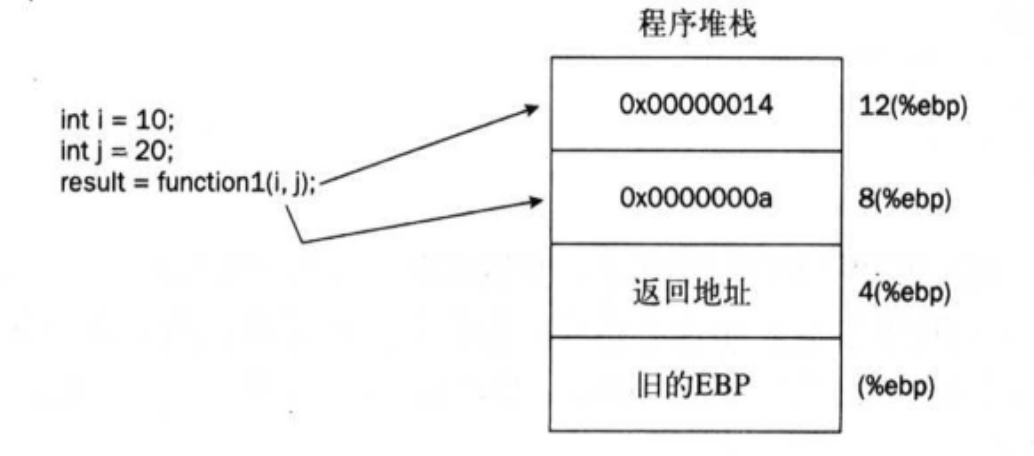 程序堆栈
int i = 10;
int j = 20;
result = function1(i, j);
0x00000014 12(%ebp)
0x0000000a 8(%ebp)
返回地址 4(%ebp)
旧的EBP (%ebp)